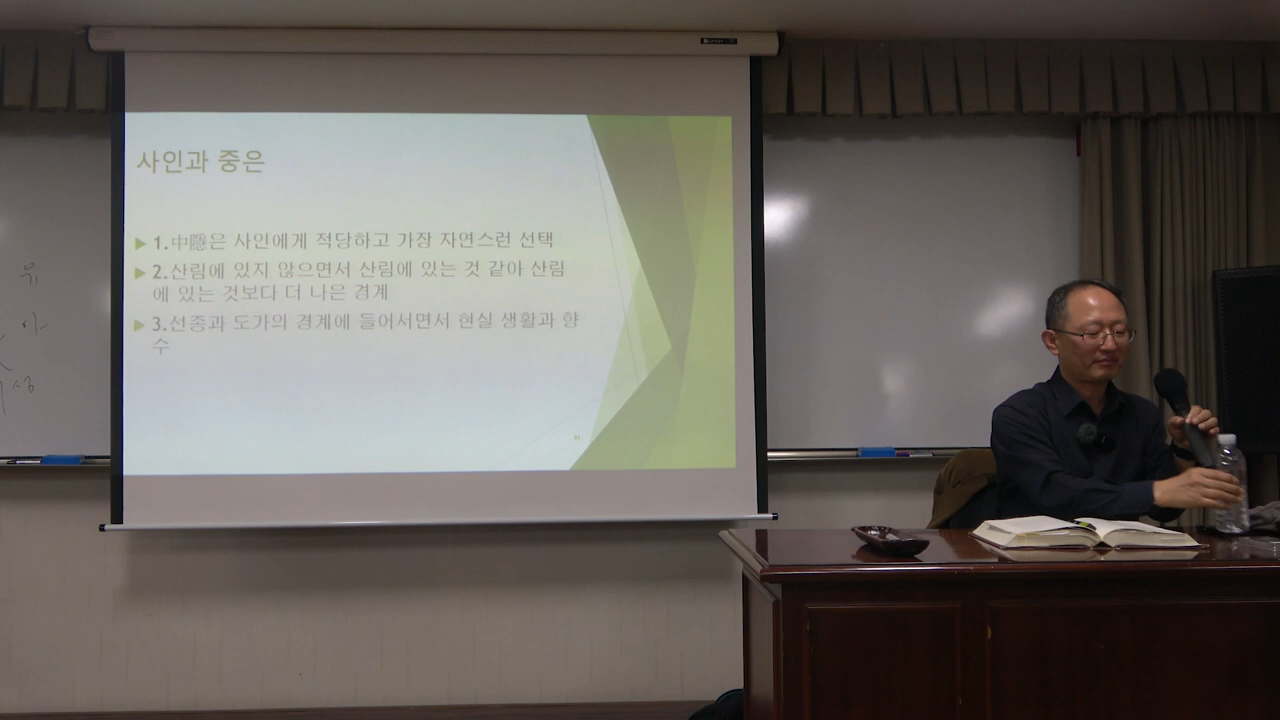 사인과 중은
1.中隱은 사인에게 적당하고 가장 자연스런 선택
2.산림에 있지 않으면서 산림에 있는 것 같아 산림
에 있는 것보다 더 나은 경계
3.선종과 도가의 경계에 들어서면서 현실 생활과 향
수
유
아
상